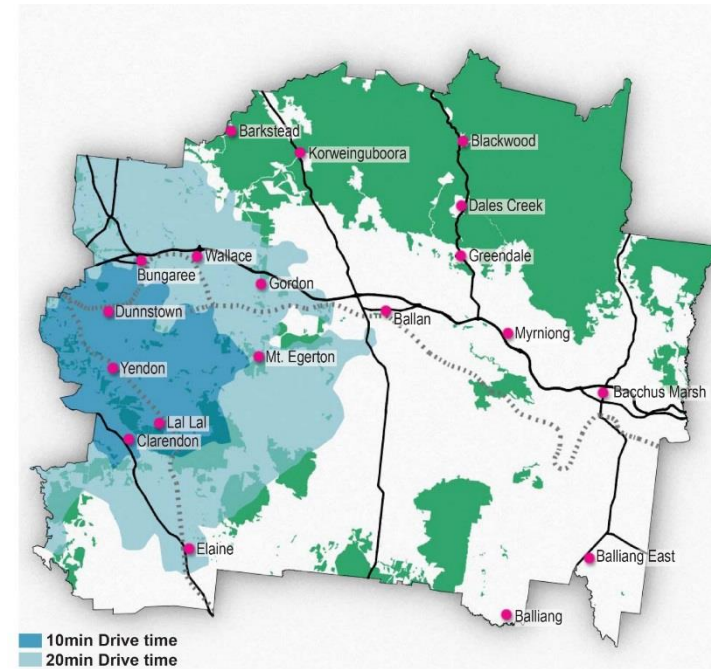 Barkstead
Blackwood
Korweinguboora
Dales Creek
Wallace
Greendale
Bungaree
Gordon
Dunnstown
Ballan
Myrniong
Mt. Egerton
Yendon
Bacchus Marsh
Lal Lal
Clarendon
Elaine
Balliang East
Balliang
10min Drive time
20min Drive time